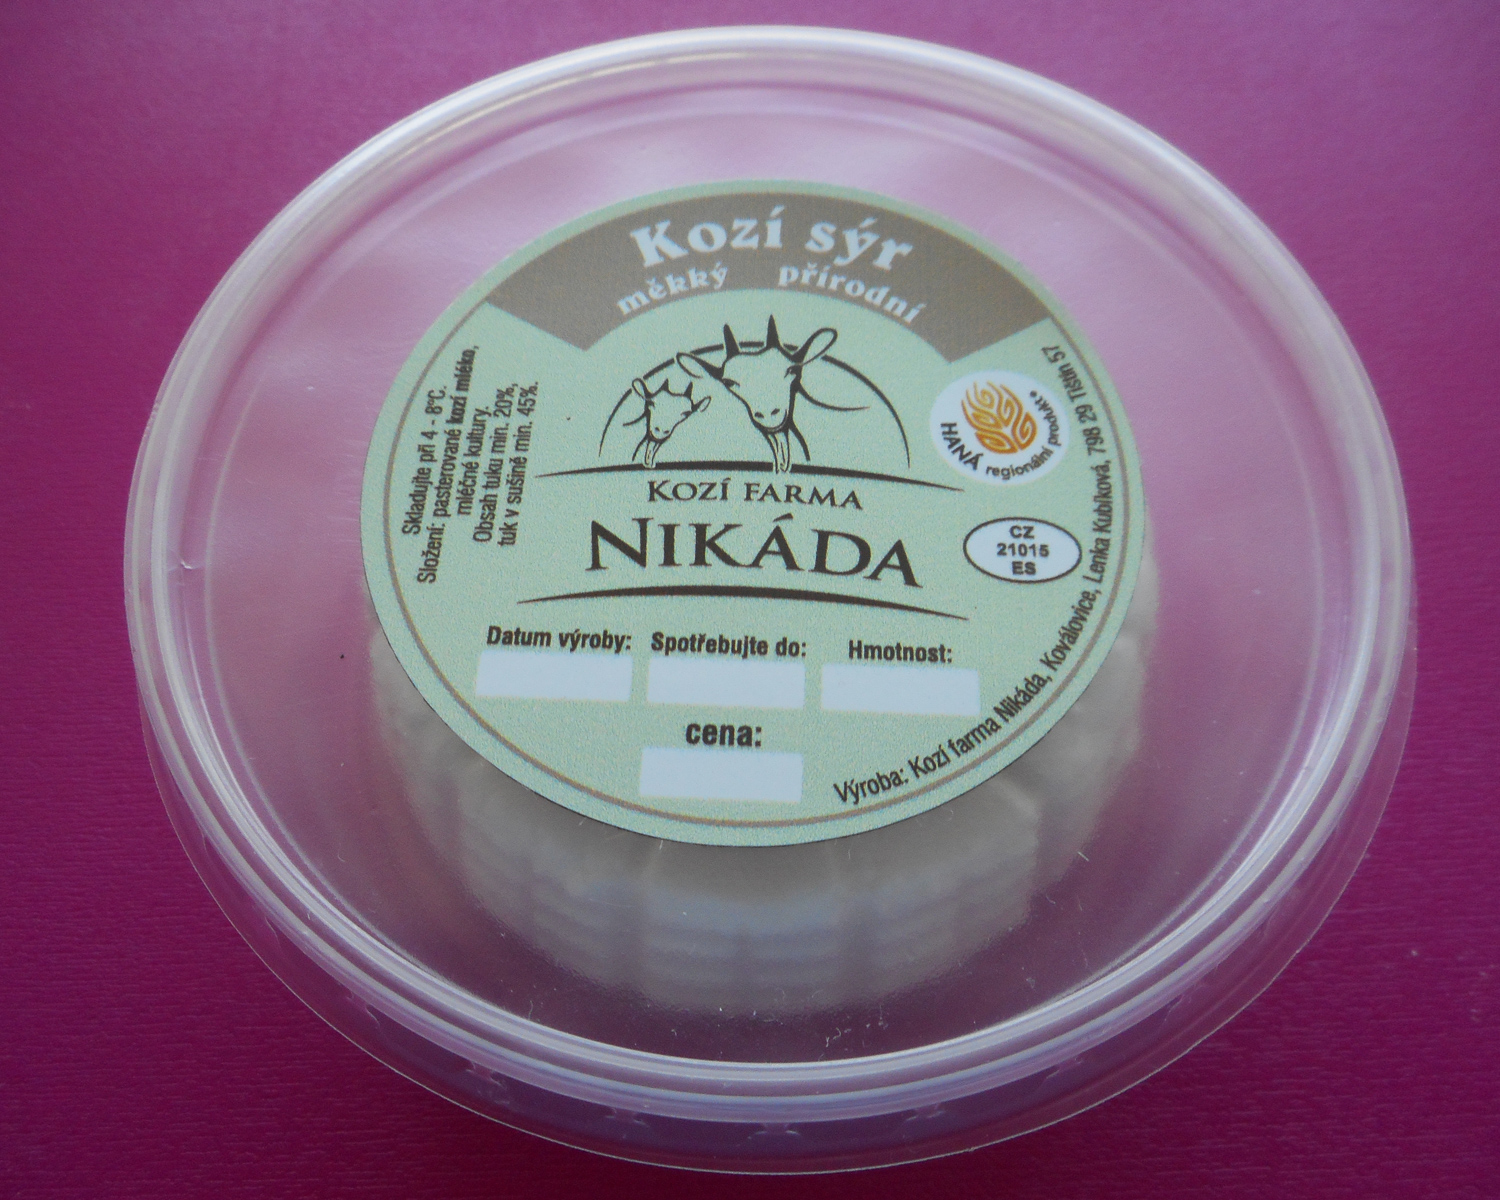 Kozí sýr
měkký přírodní
Skladujte při 4 - 8°C.
Složení: pasterované kozí mléko,
mléčné kultury.
Obsah tuku min. 20%,
tuk v sušině min. 45%.
KOZÍ FARMA
NIKÁDA
HANÁ regionální produkt®
CZ
21015
ES
Datum výroby: Spotřebujte do: Hmotnost:
cena:
Výroba: Kozí farma Nikáda, Koválovice, Lenka Kubíková, 798 29 Tištín 57